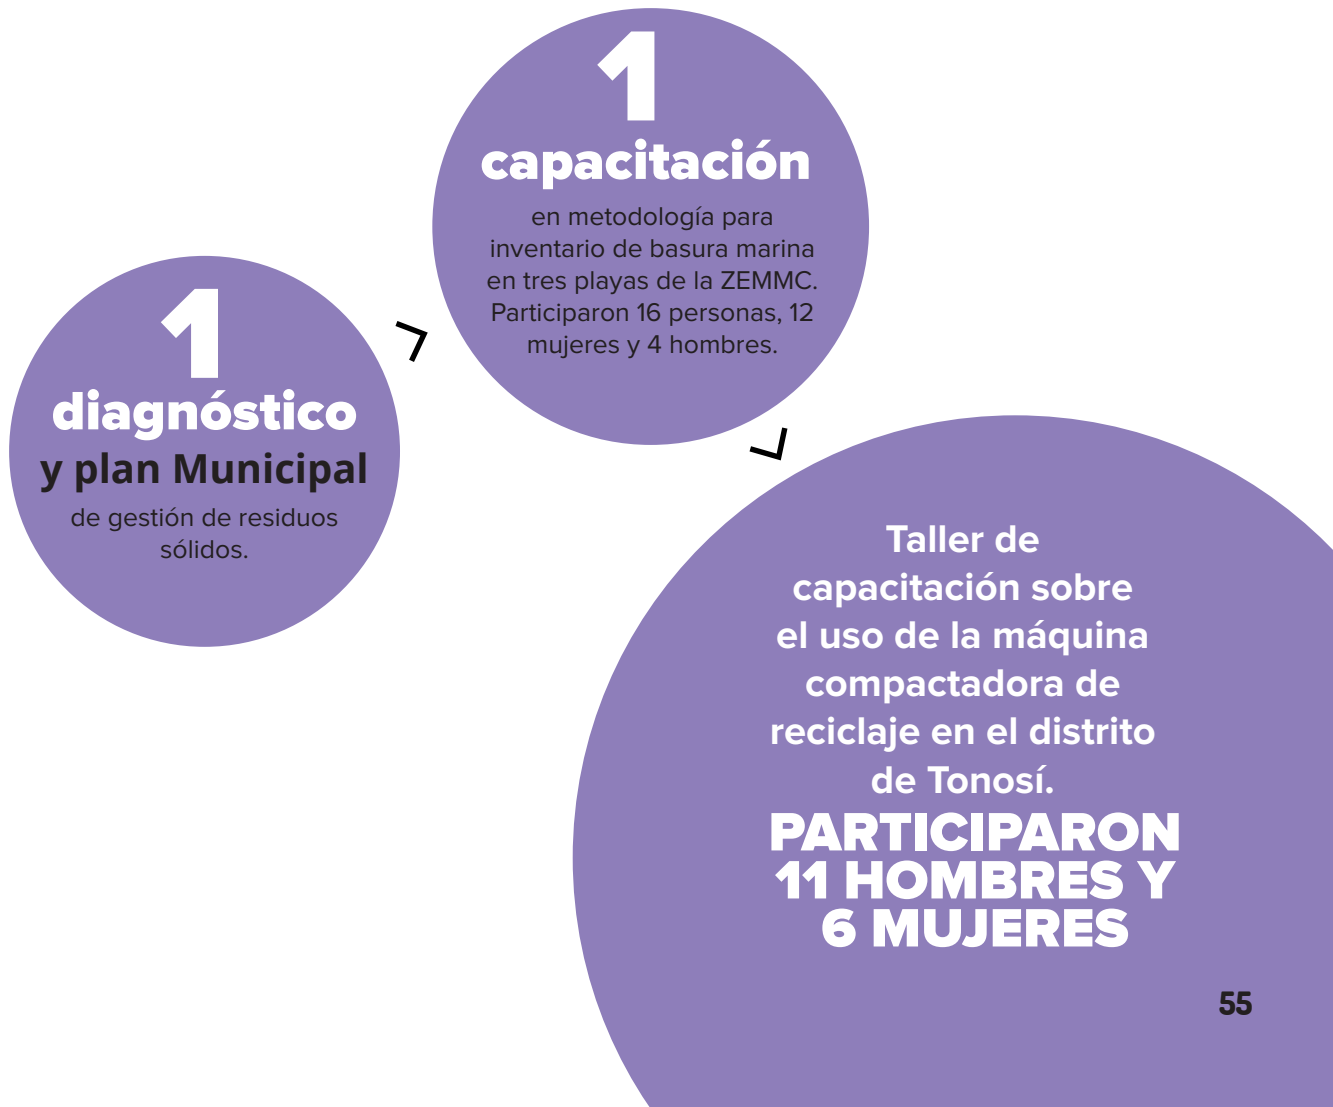 1
diagnóstico
y plan Municipal
de gestión de residuos
sólidos.
1
capacitación
en metodología para
inventario de basura marina
en tres playas de la ZEMMC.
Participaron 16 personas, 12
mujeres y 4 hombres.
Taller de
capacitación sobre
el uso de la máquina
compactadora de
reciclaje en el distrito
de Tonosí.
PARTICIPARON
11 HOMBRES Y
6 MUJERES
55